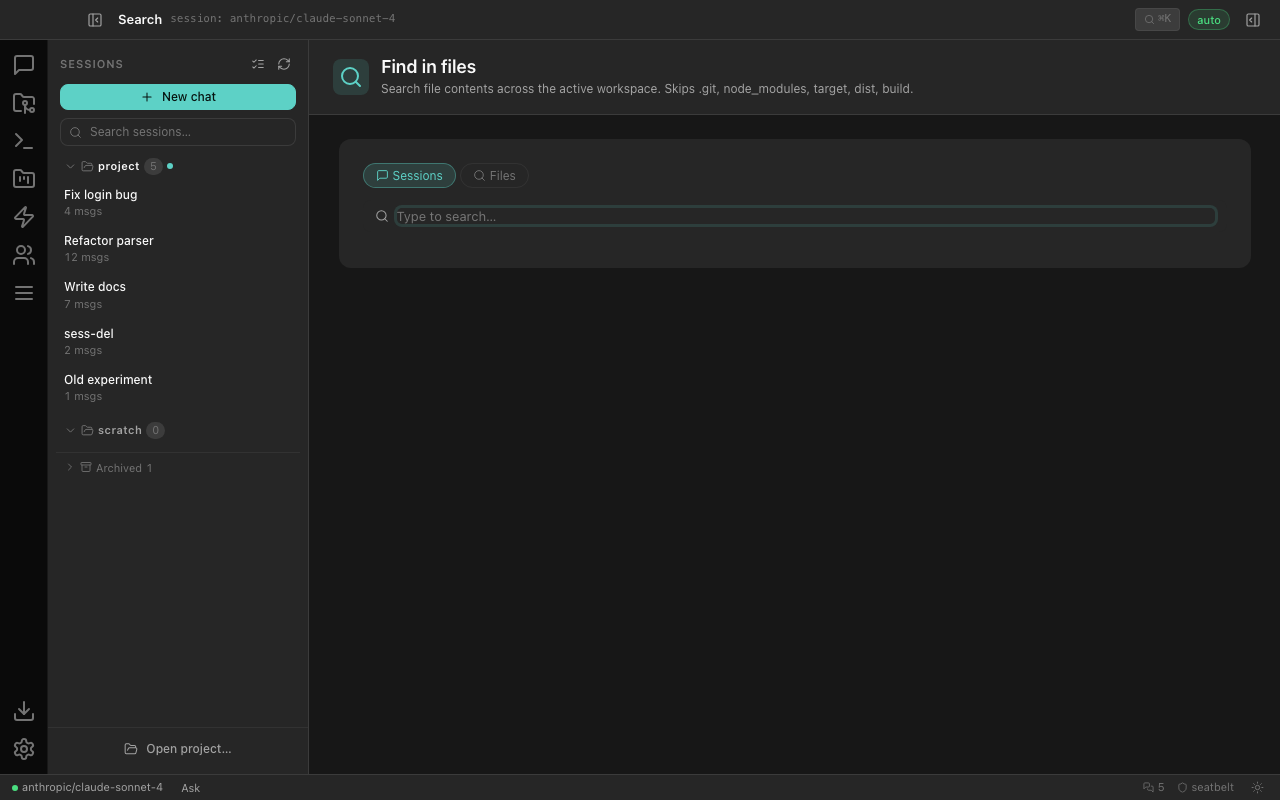 Search session: anthropic/claude-sonnet-4
⌘K
auto
SESSIONS
New chat
Search sessions...
project 5
Fix login bug
4 msgs
Refactor parser
12 msgs
Write docs
7 msgs
sess-del
2 msgs
Old experiment
1 msgs
scratch 0
Archived 1
Open project...
Find in files
Search file contents across the active workspace. Skips .git, node_modules, target, dist, build.
Sessions Files
Type to search...
anthropic/claude-sonnet-4 Ask
5 seatbelt